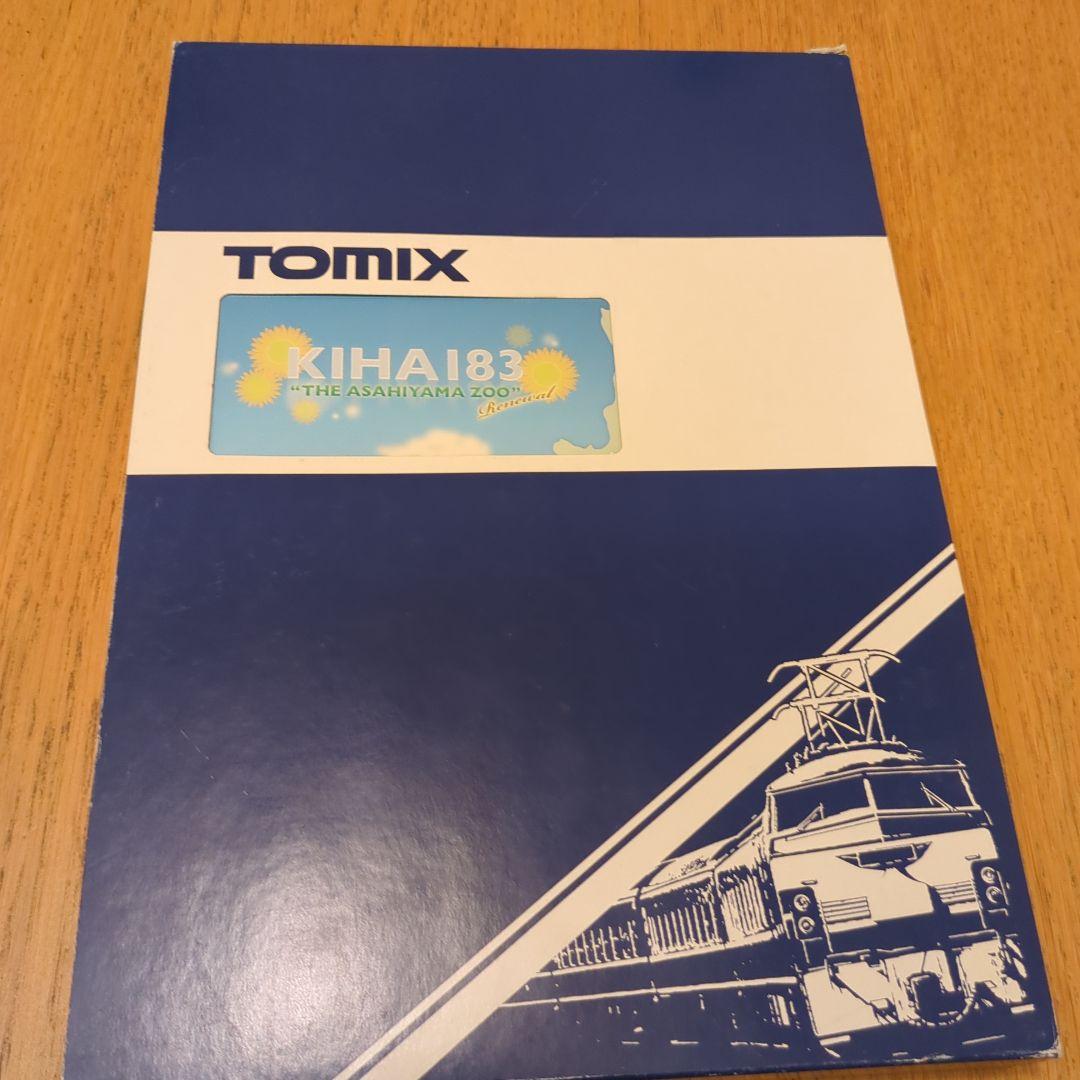 TOMIX
KIHA183
"THE ASAHIYAMA ZOO"
Renewal